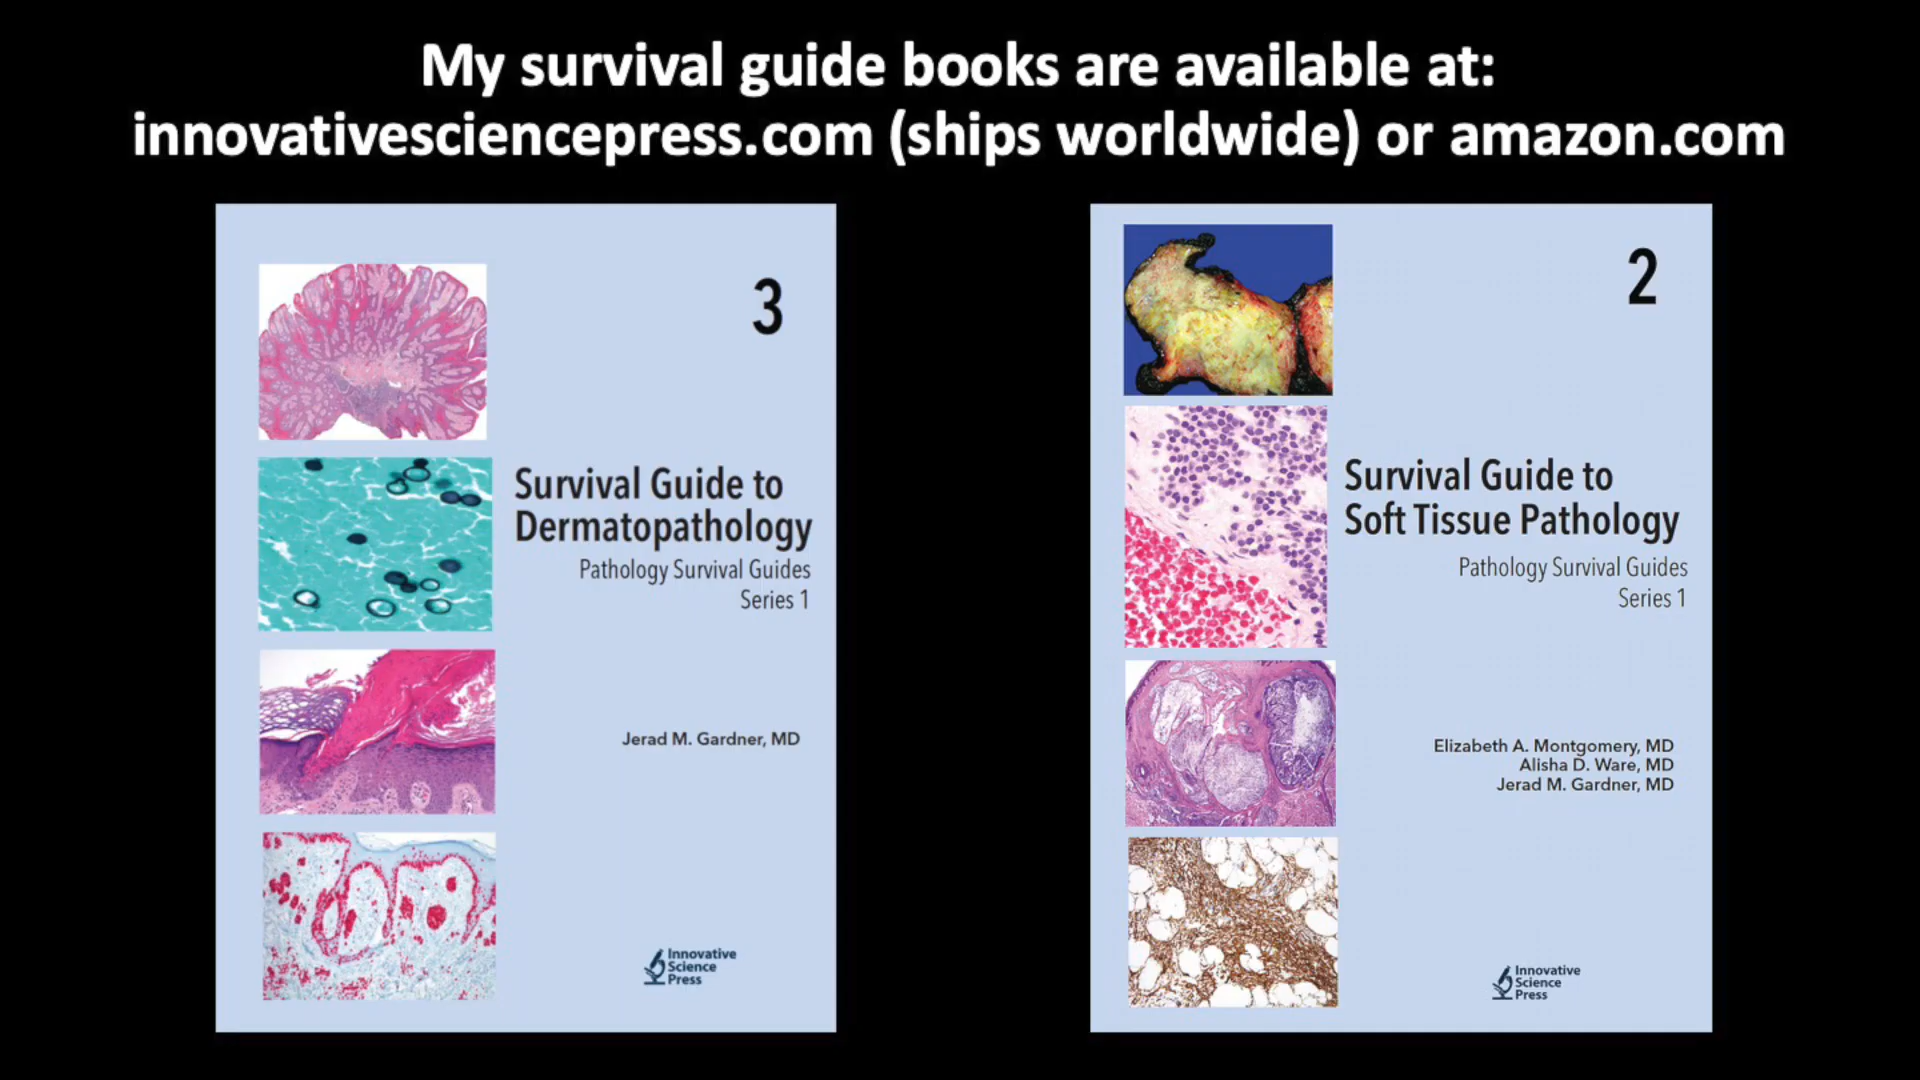 My survival guide books are available at:
innovativesciencepress.com (ships worldwide) or amazon.com
3
Survival Guide to
Dermatopathology
Pathology Survival Guides
Series 1
Jerad M. Gardner, MD
Innovative
Science
Press
2
Survival Guide to
Soft Tissue Pathology
Pathology Survival Guides
Series 1
Elizabeth A. Montgomery, MD
Alisha D. Ware, MD
Jerad M. Gardner, MD
Innovative
Science
Press